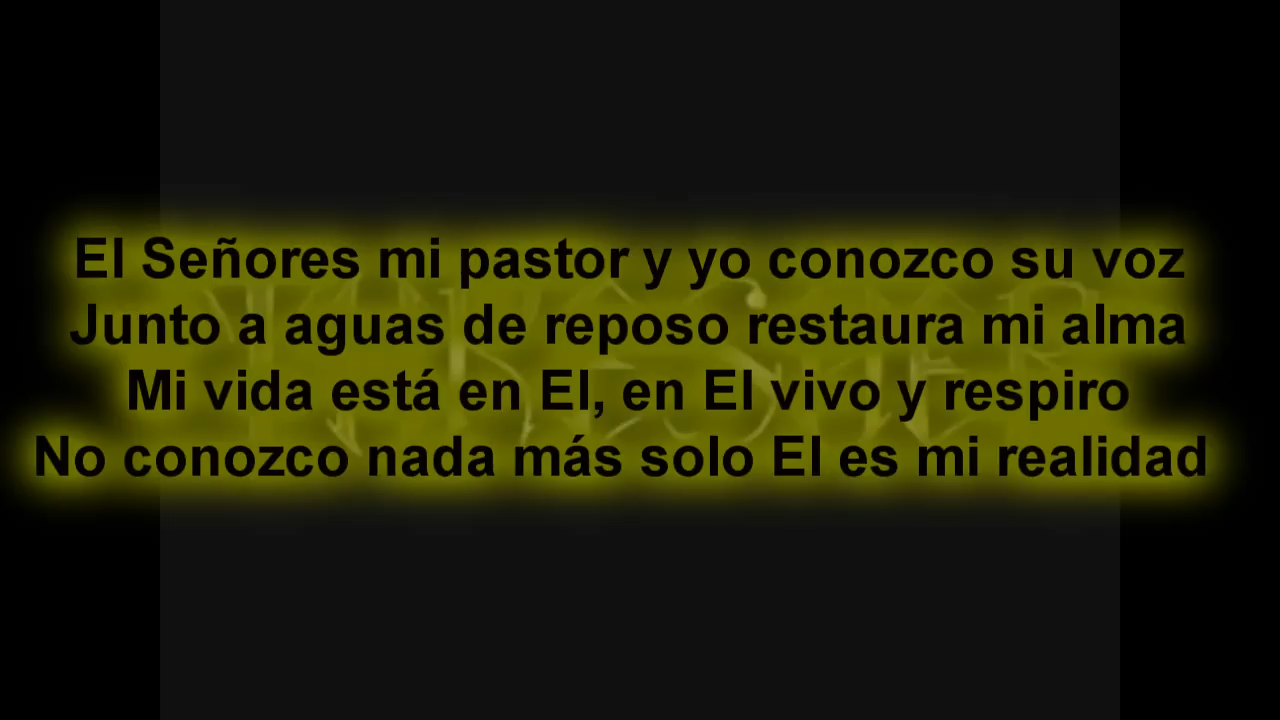 El Señores mi pastor y yo conozco su voz
Junto a aguas de reposo restaura mi alma
Mi vida está en El, en El vivo y respiro
No conozco nada más solo El es mi realidad